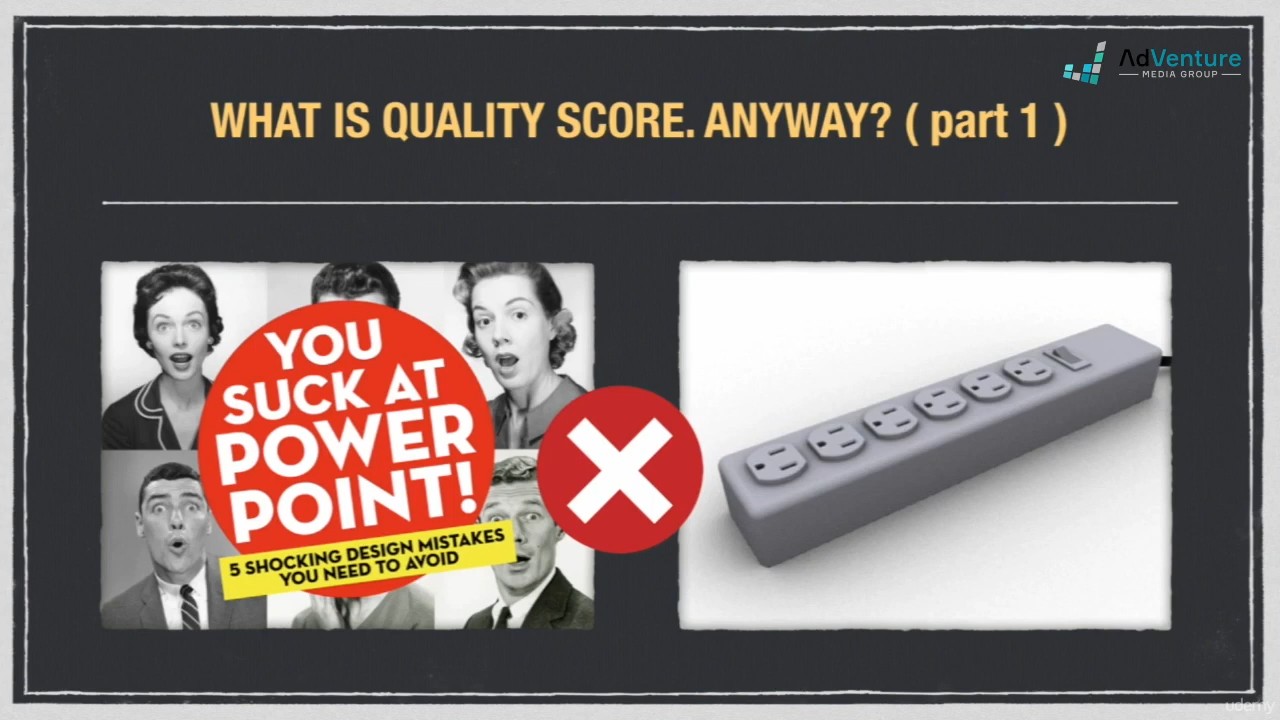 AdVenture
MEDIA GROUP
WHAT IS QUALITY SCORE. ANYWAY? ( part 1 )
YOU
SUCK AT
POWER
POINT!
5 SHOCKING DESIGN MISTAKES
YOU NEED TO AVOID
udemy